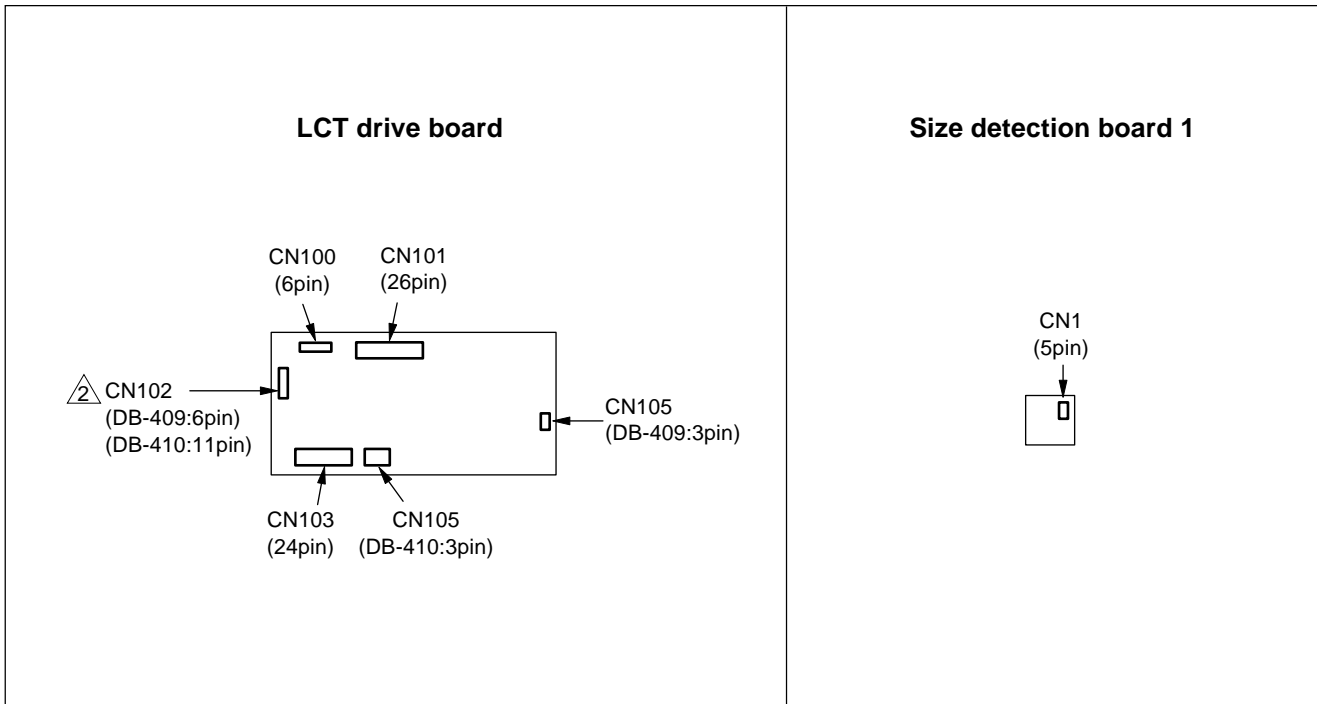 LCT drive board
Size detection board 1
CN100
(6pin)
CN101
(26pin)
CN1
(5pin)
2 CN102
(DB-409:6pin)
(DB-410:11pin)
CN105
(DB-409:3pin)
CN103
(24pin)
CN105
(DB-410:3pin)